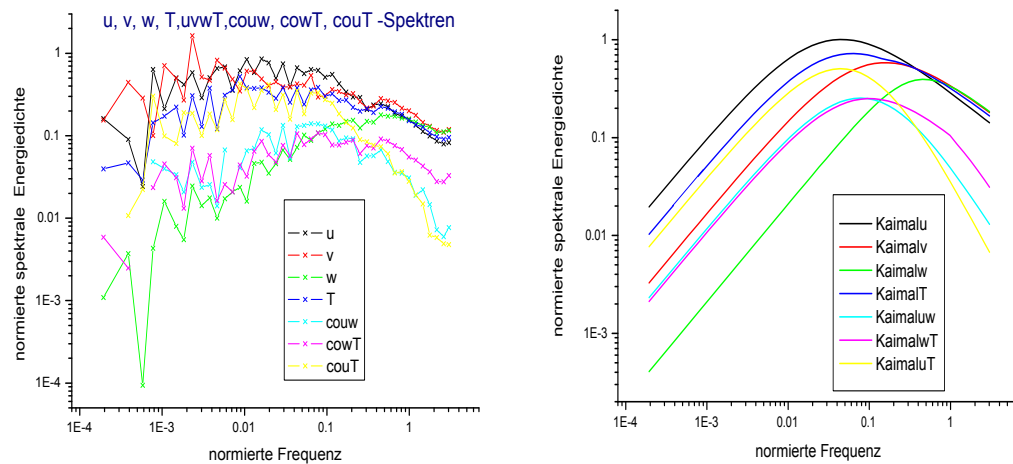 u, v, w, T,uvwT,couw, cowT, couT -Spektren
normierte spektrale Energiedichte
1
0.1
0.01
1E-3
1E-4
u
v
w
T
couw
cowT
couT
1E-4
1E-3
0.01
0.1
1
normierte Frequenz
normierte spektrale Energiedichte
1
0.1
0.01
1E-3
Kaimalu
Kaimalv
Kaimalw
KaimalT
Kaimaluw
KaimalwT
KaimaluT
1E-4
1E-3
0.01
0.1
1
normierte Frequenz